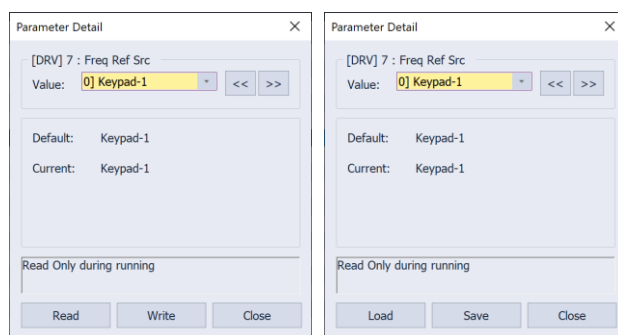 Parameter Detail
[DRV] 7 : Freq Ref Src
Value: 0] Keypad-1 << >>
Default: Keypad-1
Current: Keypad-1
Read Only during running
Read Write Close
Parameter Detail
[DRV] 7 : Freq Ref Src
Value: 0] Keypad-1 << >>
Default: Keypad-1
Current: Keypad-1
Read Only during running
Load Save Close